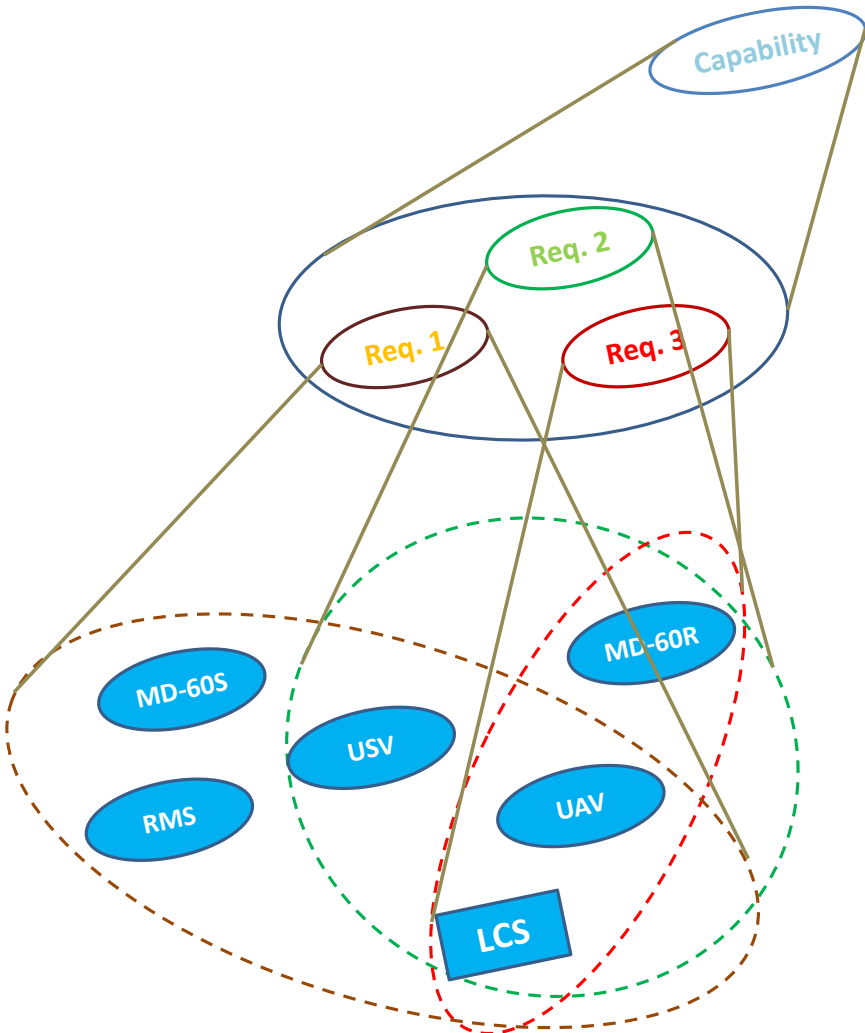 Capability
Req. 2
Req. 1
Req. 3
MD-60R
MD-60S
USV
UAV
RMS
LCS